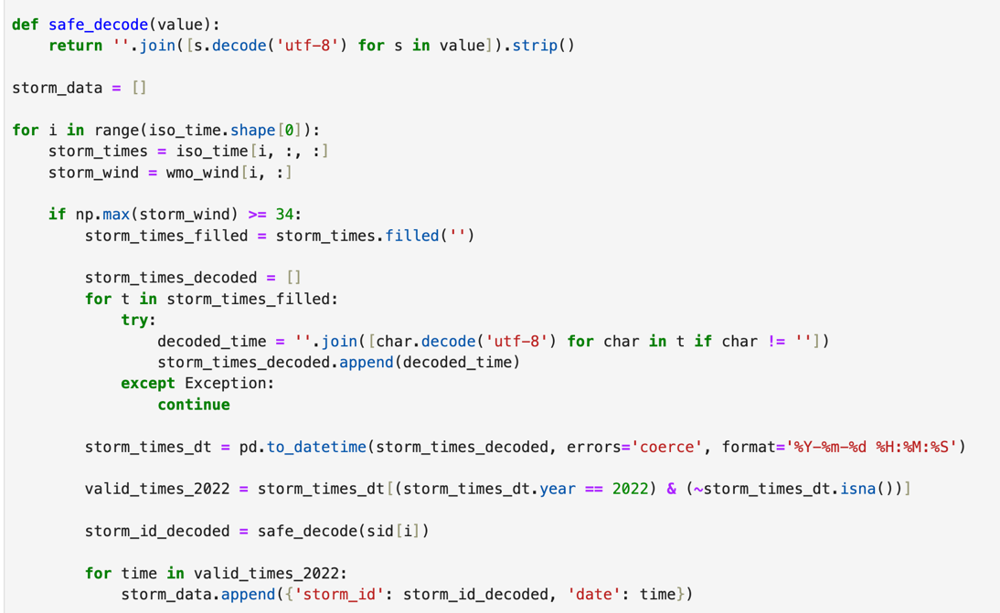 def safe_decode(value):
    return ''.join([s.decode('utf-8') for s in value]).strip()

storm_data = []

for i in range(iso_time.shape[0]):
    storm_times = iso_time[i, :, :]
    storm_wind = wmo_wind[i, :]

    if np.max(storm_wind) >= 34:
        storm_times_filled = storm_times.filled('')

        storm_times_decoded = []
        for t in storm_times_filled:
            try:
                decoded_time = ''.join([char.decode('utf-8') for char in t if char != ''])
                storm_times_decoded.append(decoded_time)
            except Exception:
                continue

        storm_times_dt = pd.to_datetime(storm_times_decoded, errors='coerce', format='%Y-%m-%d %H:%M:%S')

        valid_times_2022 = storm_times_dt[(storm_times_dt.year == 2022) & (~storm_times_dt.isna())]

        storm_id_decoded = safe_decode(sid[i])

        for time in valid_times_2022:
            storm_data.append({'storm_id': storm_id_decoded, 'date': time})